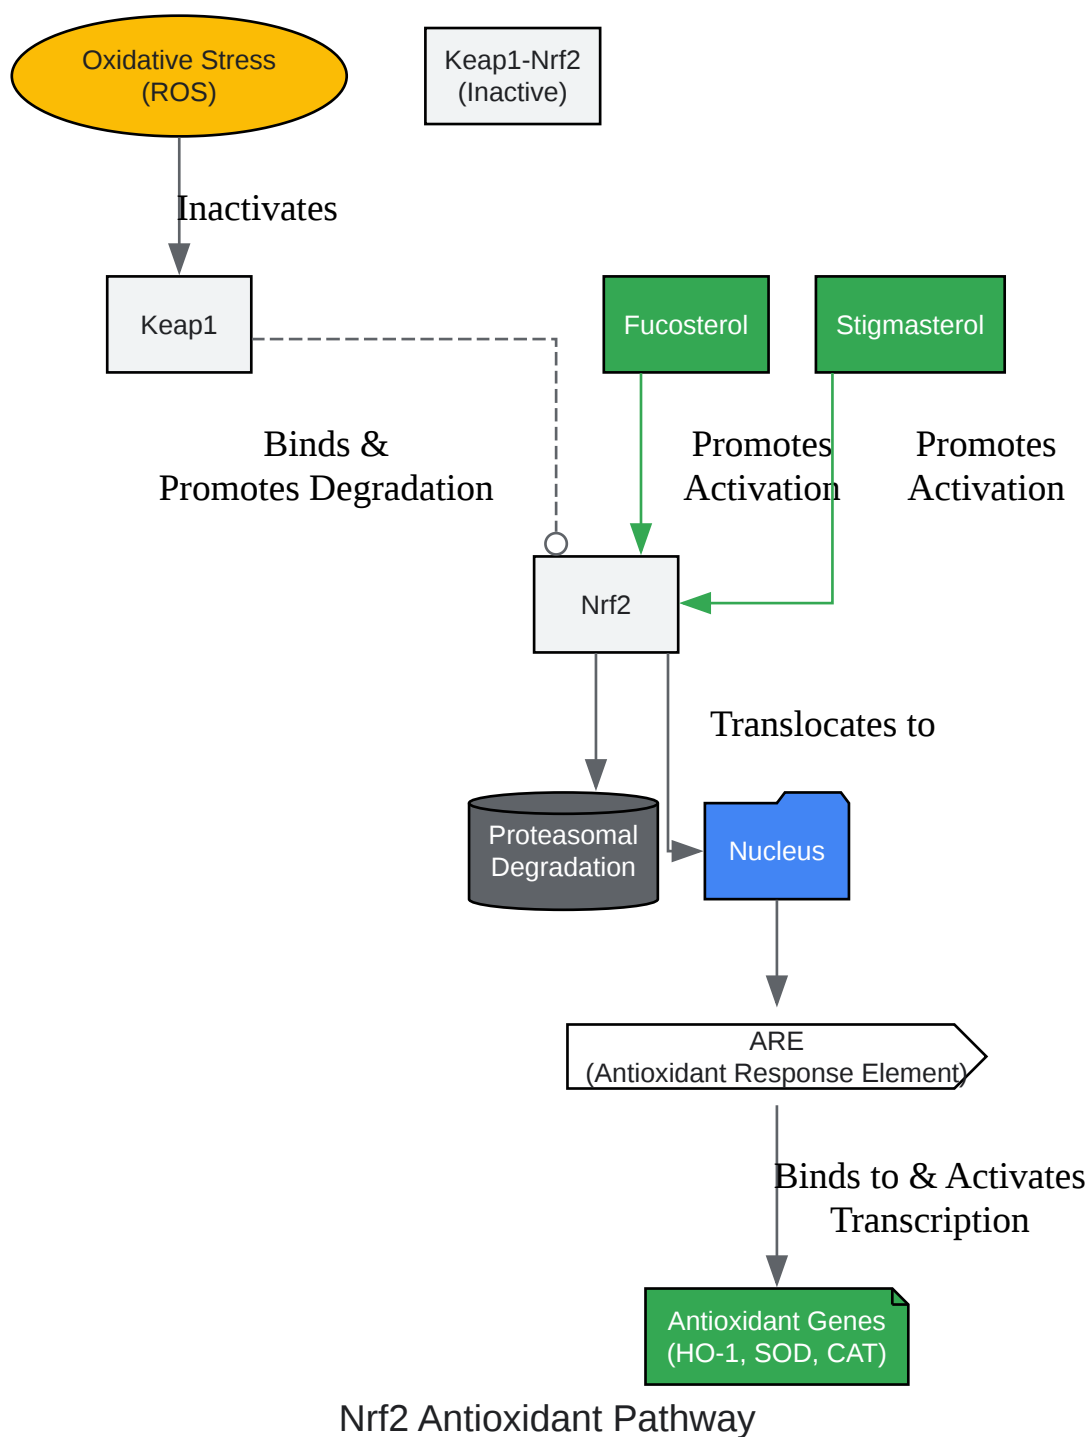 Oxidative Stress
(ROS)
Keap1-Nrf2
(Inactive)
Inactivates
Keap1
Fucosterol
Stigmasterol
Binds &
Promotes Degradation
Promotes
Activation
Promotes
Activation
Nrf2
Translocates to
Proteasomal
Degradation
Nucleus
ARE
(Antioxidant Response Element)
Binds to & Activates
Transcription
Antioxidant Genes
(HO-1, SOD, CAT)
Nrf2 Antioxidant Pathway